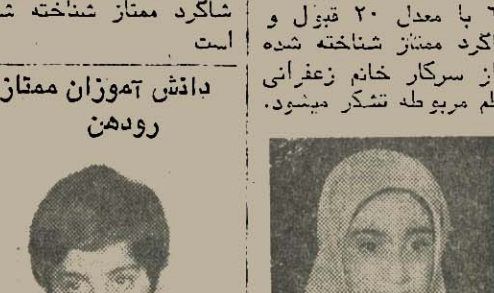 با معدل ۲۰ قبول و
شاگرد ممتاز شناخته شده
از سرکار خانم زعفرانی
مربوطه تشکر میشود.
شاگرد ممتاز شناخته
است
دانش آموزان ممتاز
رودهن